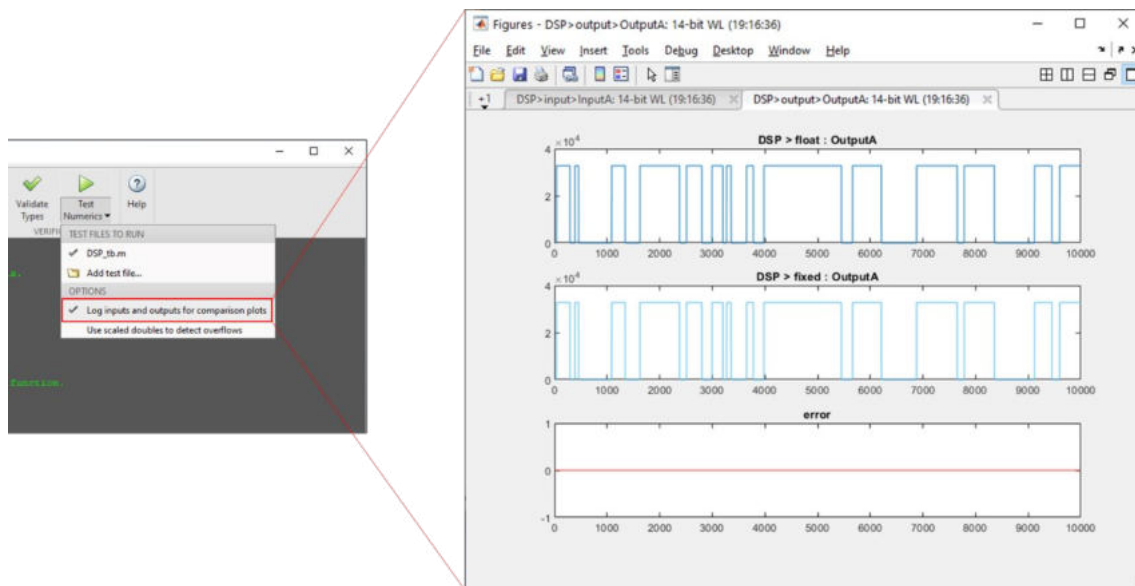 Validate Types
Test Numerics
Help
VERIFI
TEST FILES TO RUN
DSP_tb.m
Add test file...
OPTIONS
Log inputs and outputs for comparison plots
Use scaled doubles to detect overflows
function.
Figures - DSP>output>OutputA: 14-bit WL (19:16:36)
File Edit View Insert Tools Debug Desktop Window Help
+1 DSP>input>InputA: 14-bit WL (19:16:36) DSP>output>OutputA: 14-bit WL (19:16:36)
DSP > float : OutputA
×10⁴
4
2
0
0 1000 2000 3000 4000 5000 6000 7000 8000 9000 10000
DSP > fixed : OutputA
×10⁴
4
2
0
0 1000 2000 3000 4000 5000 6000 7000 8000 9000 10000
error
1
0
-1
0 1000 2000 3000 4000 5000 6000 7000 8000 9000 10000